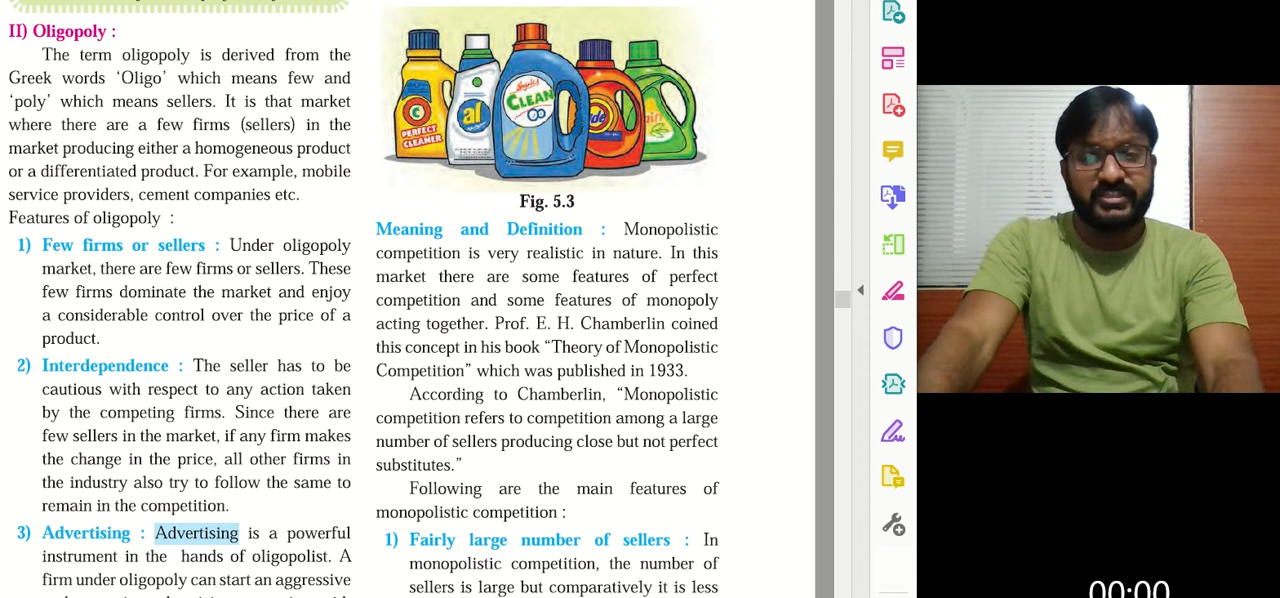 II) Oligopoly :
The term oligopoly is derived from the
Greek words ‘Oligo’ which means few and
‘poly’ which means sellers. It is that market
where there are a few firms (sellers) in the
market producing either a homogeneous product
or a differentiated product. For example, mobile
service providers, cement companies etc.
Features of oligopoly :
1) Few firms or sellers : Under oligopoly
market, there are few firms or sellers. These
few firms dominate the market and enjoy
a considerable control over the price of a
product.
2) Interdependence : The seller has to be
cautious with respect to any action taken
by the competing firms. Since there are
few sellers in the market, if any firm makes
the change in the price, all other firms in
the industry also try to follow the same to
remain in the competition.
3) Advertising : Advertising is a powerful
instrument in the hands of oligopolist. A
firm under oligopoly can start an aggressive
PERFECT
CLEANER
al
CLEAN
Fig. 5.3
Meaning and Definition : Monopolistic
competition is very realistic in nature. In this
market there are some features of perfect
competition and some features of monopoly
acting together. Prof. E. H. Chamberlin coined
this concept in his book “Theory of Monopolistic
Competition” which was published in 1933.
According to Chamberlin, “Monopolistic
competition refers to competition among a large
number of sellers producing close but not perfect
substitutes.”
Following are the main features of
monopolistic competition :
1) Fairly large number of sellers : In
monopolistic competition, the number of
sellers is large but comparatively it is less
00:00